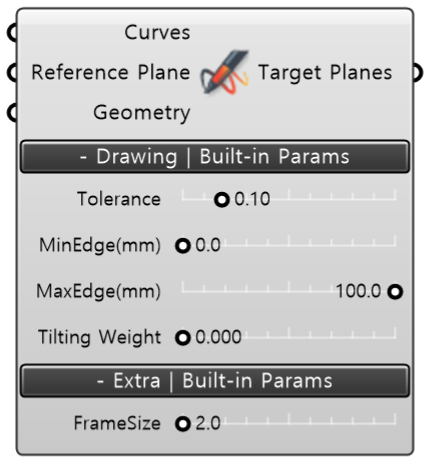 Curves
Reference Plane Target Planes
Geometry
- Drawing | Built-in Params
Tolerance 0.10
MinEdge(mm) 0.0
MaxEdge(mm) 100.0
Tilting Weight 0.000
- Extra | Built-in Params
FrameSize 2.0